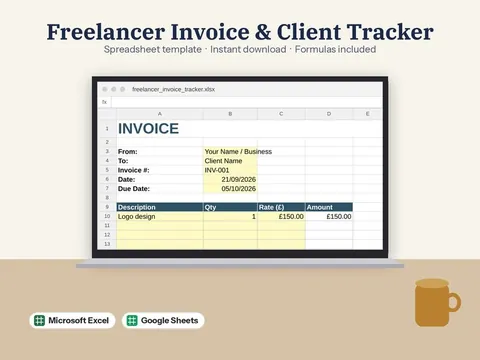 Freelancer Invoice & Client Tracker
Spreadsheet template · Instant download · Formulas included
freelancer_invoice_tracker.xlsx
fx
A B C D E
1 INVOICE
2
3 From: Your Name / Business
4 To: Client Name
5 Invoice #: INV-001
6 Date: 21/09/2026
7 Due Date: 05/10/2026
8
9 Description Qty Rate (£) Amount
10 Logo design 1 £150.00 £150.00
11
12
13
Microsoft Excel Google Sheets